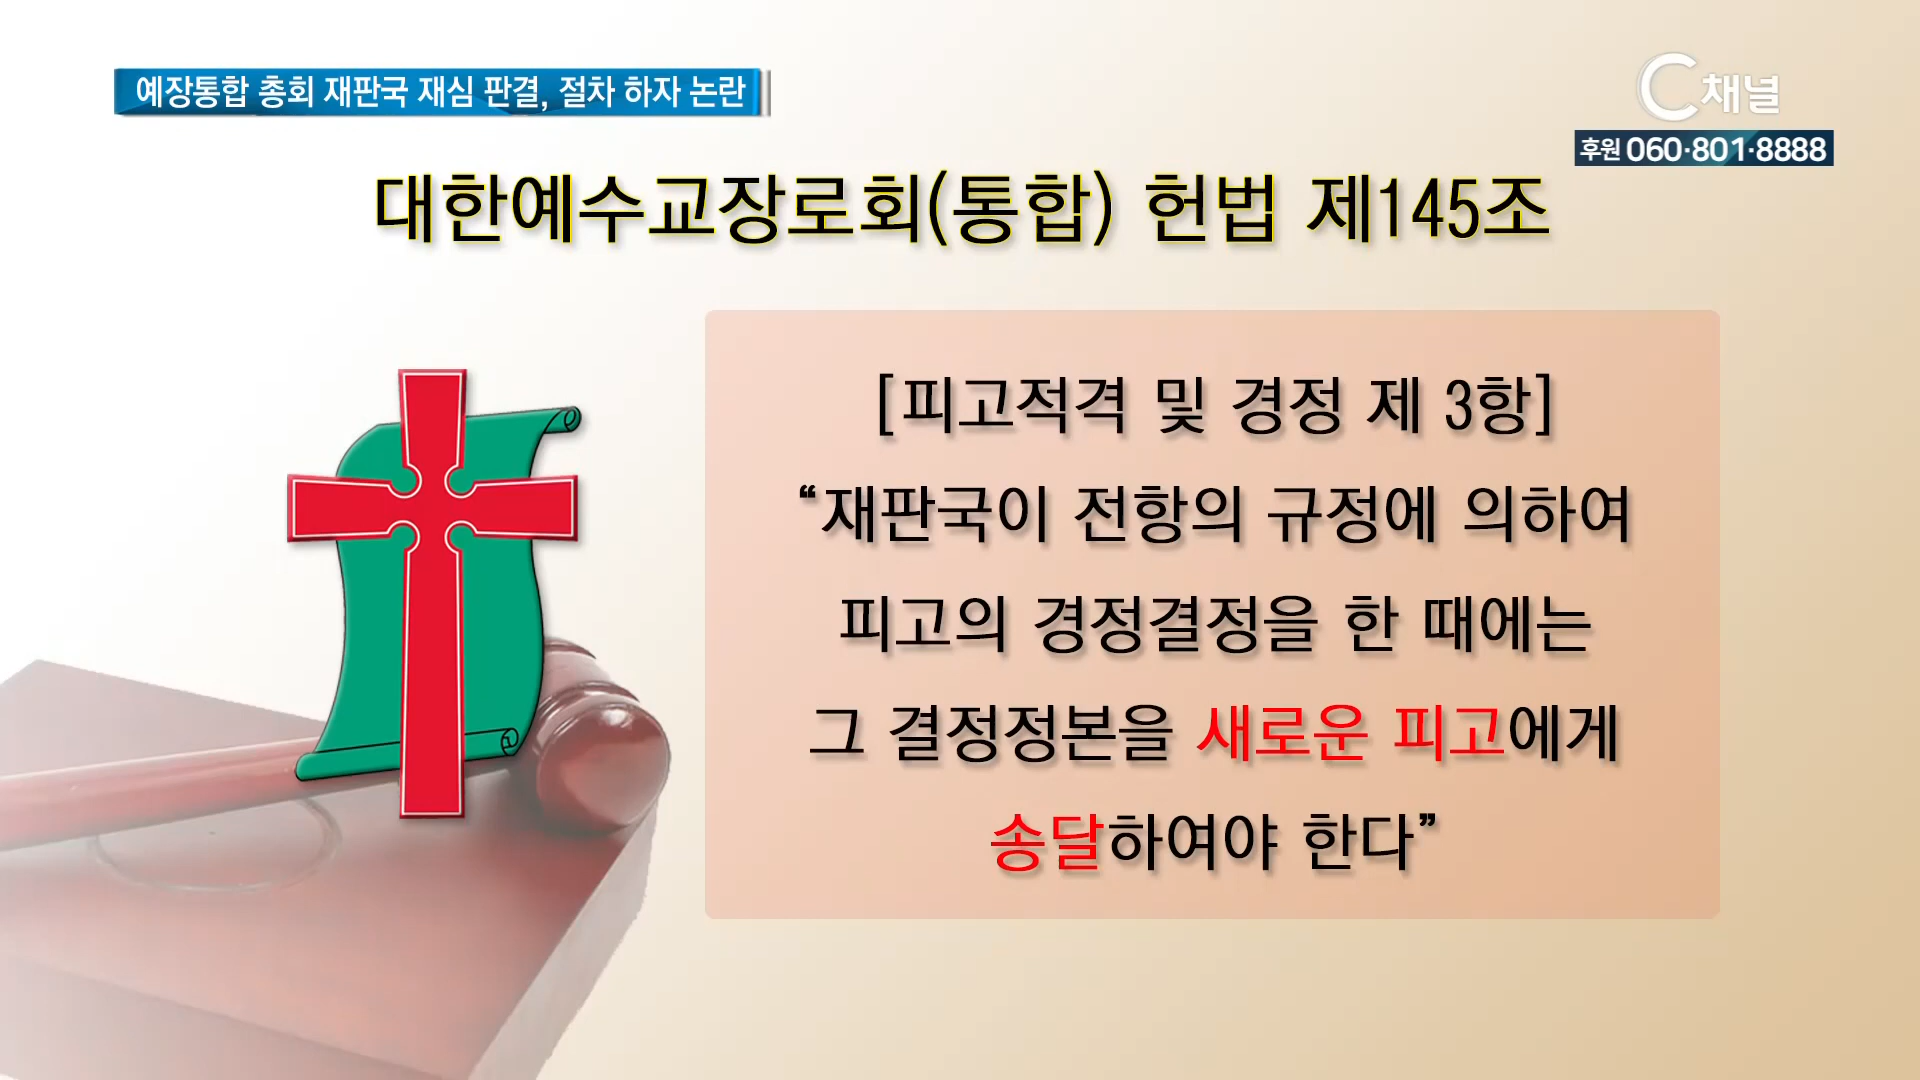 예장통합 총회 재판국 재심 판결, 절차 하자 논란
C채널
후원 060·801·8888
대한예수교장로회(통합) 헌법 제145조
[피고적격 및 경정 제 3항]
“재판국이 전항의 규정에 의하여
피고의 경정결정을 한 때에는
그 결정정본을 새로운 피고에게
송달하여야 한다”